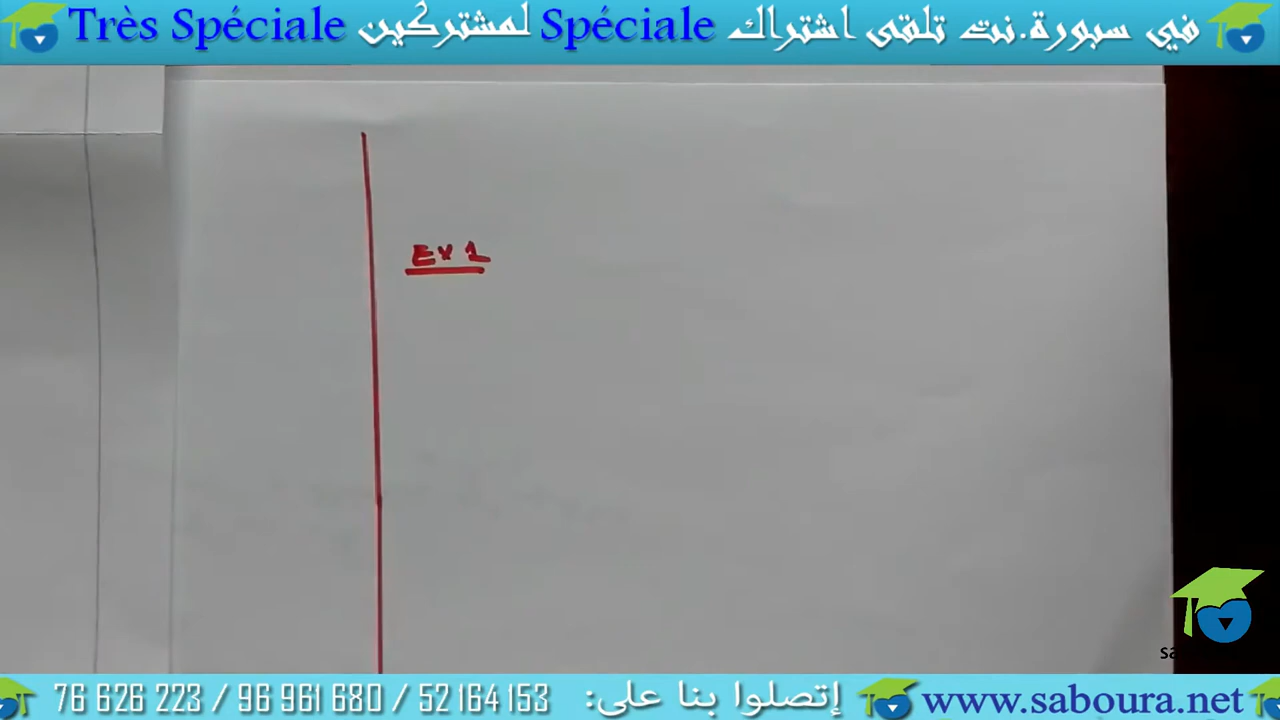 في سبورة.نت تلقى اشتراك Spéciale لمشتركين Très Spéciale
Ex 1
إتصلوا بنا على: 76 626 223 / 96 961 680 / 52 164 153
www.saboura.net